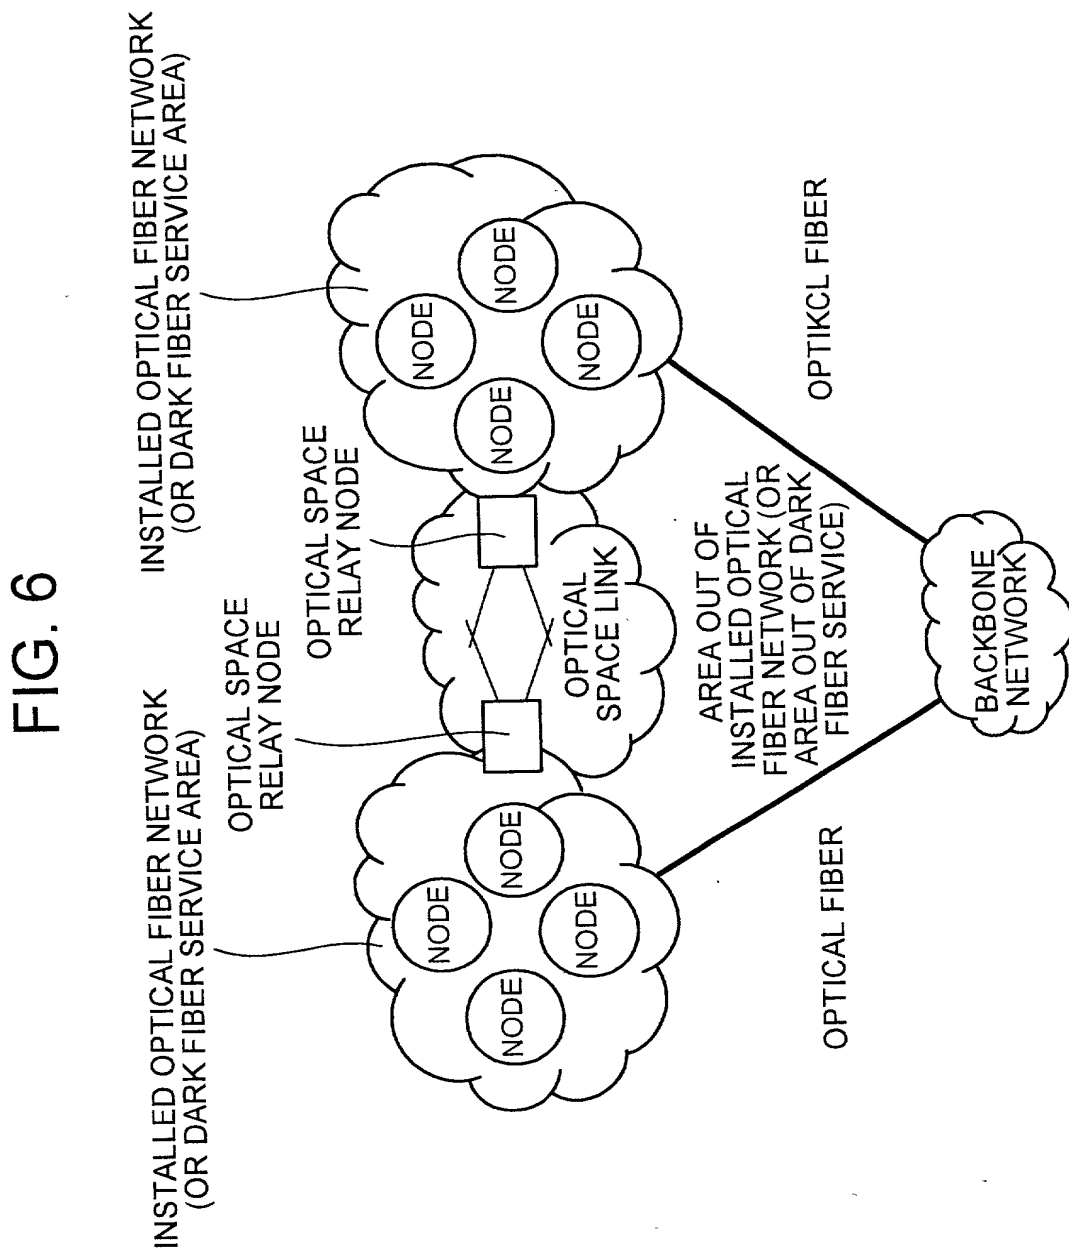 FIG. 6
INSTALLED OPTICAL FIBER NETWORK
(OR DARK FIBER SERVICE AREA)
INSTALLED OPTICAL FIBER NETWORK
(OR DARK FIBER SERVICE AREA)
OPTICAL SPACE
RELAY NODE
OPTICAL SPACE
RELAY NODE
NODE
NODE
NODE
NODE
NODE
NODE
NODE
NODE
OPTICAL
SPACE LINK
AREA OUT OF
INSTALLED OPTICAL
FIBER NETWORK (OR
AREA OUT OF DARK
FIBER SERVICE)
OPTICAL FIBER
OPTIKCL FIBER
BACKBONE
NETWORK